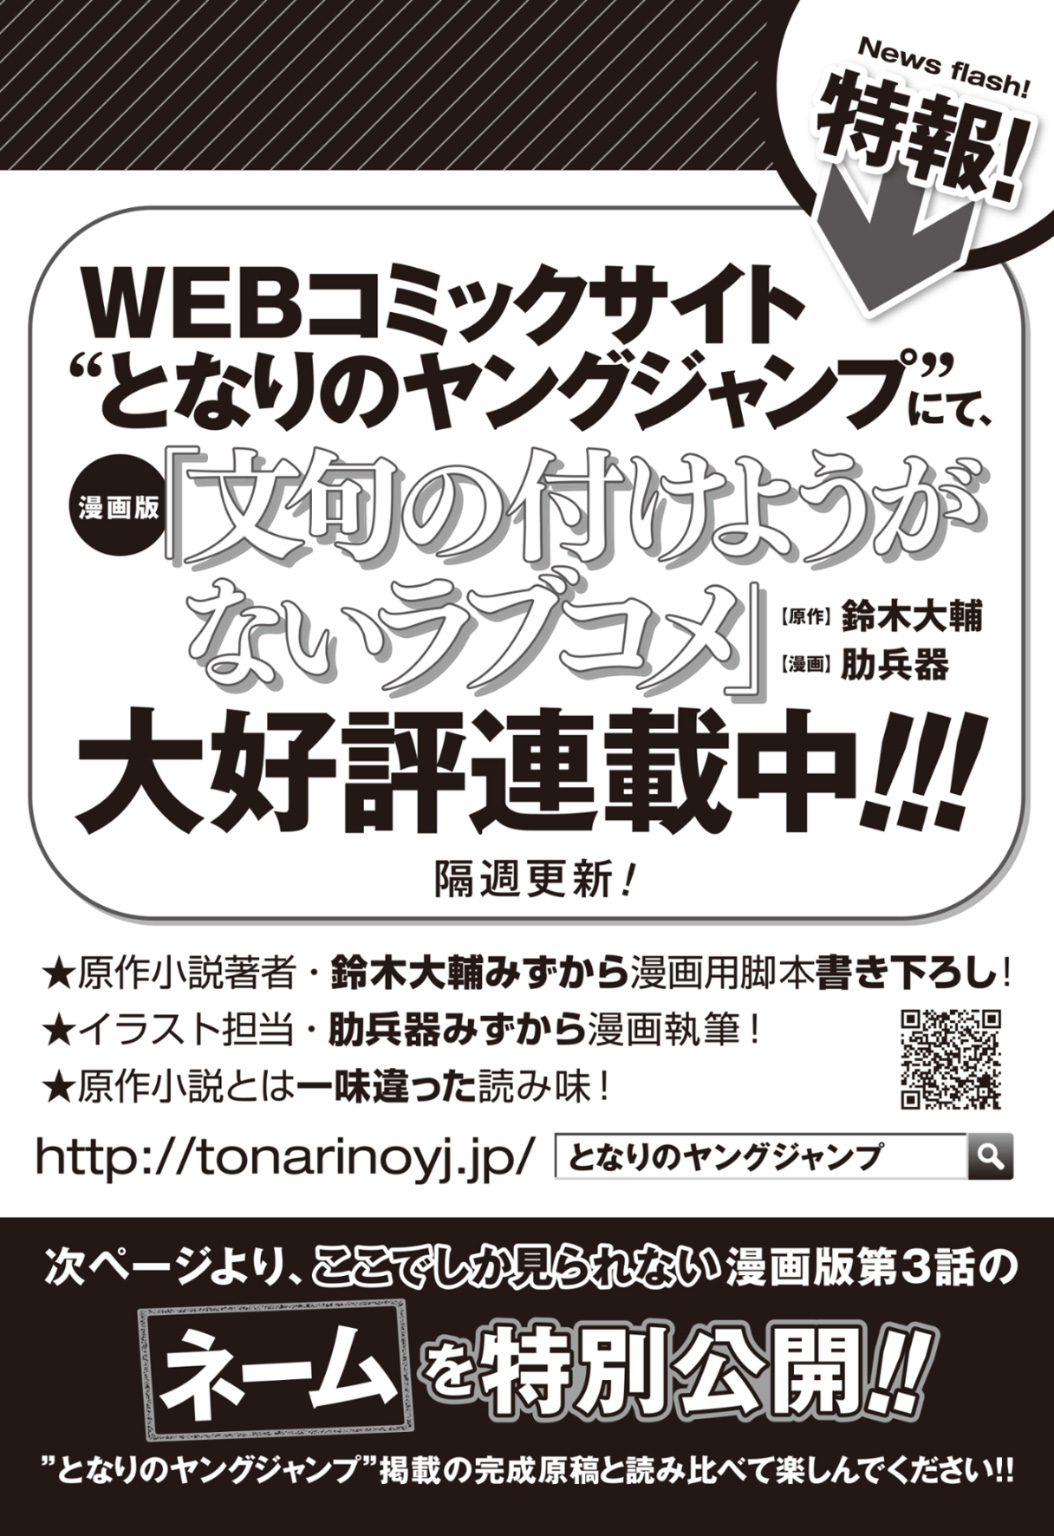 News flash!
特報!
WEBコミックサイト
“となりのヤングジャンプ”にて、
漫画版
「文句の付けようが
ないラブコメ」
【原作】鈴木大輔
【漫画】肋兵器
大好評連載中!!!
隔週更新!
★原作小説著者・鈴木大輔みずから漫画用脚本書き下ろし!
★イラスト担当・肋兵器みずから漫画執筆!
★原作小説とは一味違った読み味!
http://tonarinoyj.jp/ となりのヤングジャンプ
次ページより、ここでしか見られない漫画版第3話の
ネームを特別公開!!
”となりのヤングジャンプ”掲載の完成原稿と読み比べて楽しんでください!!